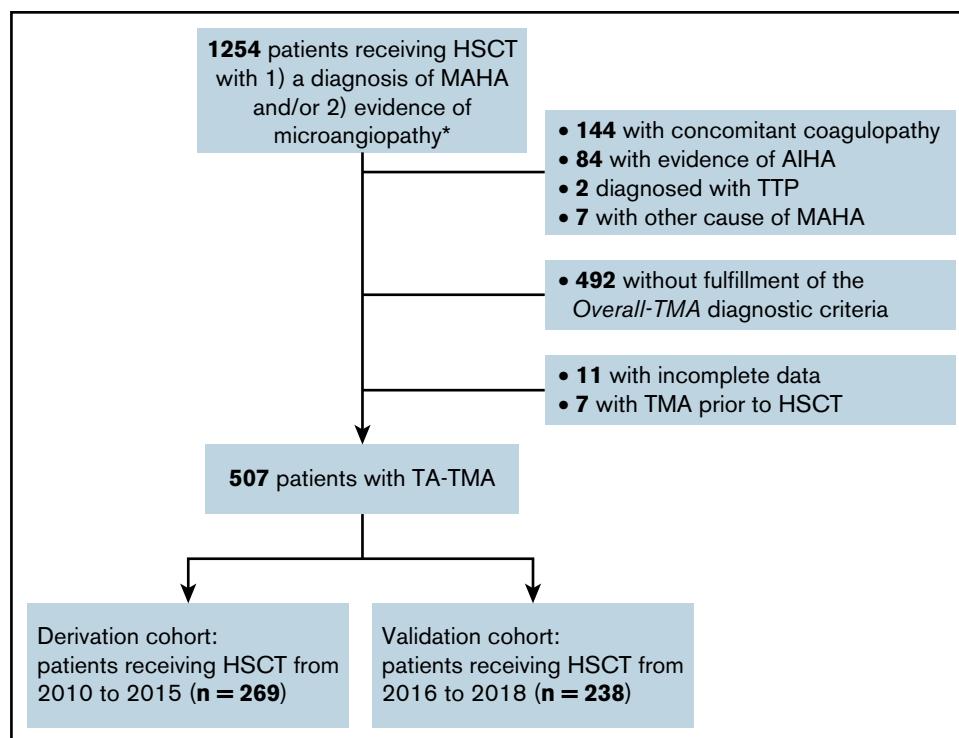 1254 patients receiving HSCT
with 1) a diagnosis of MAHA
and/or 2) evidence of
microangiopathy*
• 144 with concomitant coagulopathy
• 84 with evidence of AIHA
• 2 diagnosed with TTP
• 7 with other cause of MAHA
• 492 without fulfillment of the
Overall-TMA diagnostic criteria
• 11 with incomplete data
• 7 with TMA prior to HSCT
507 patients with TA-TMA
Derivation cohort:
patients receiving HSCT from
2010 to 2015 (n = 269)
Validation cohort:
patients receiving HSCT from
2016 to 2018 (n = 238)